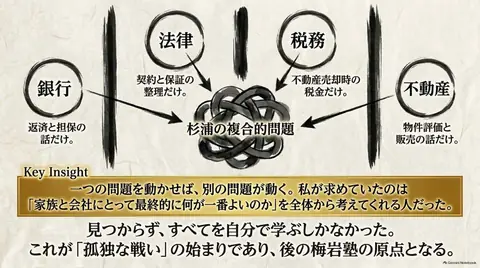 法律
契約と保証の
整理だけ。
税務
不動産売却時の
税金だけ。
銀行
返済と担保の
話だけ。
杉浦の複合的問題
不動産
物件評価と
販売の話だけ。
Key Insight
一つの問題を動かせば、別の問題が動く。私が求めていたのは
「家族と会社にとって最終的に何が一番よいのか」を全体から考えてくれる人だった。
見つからず、すべてを自分で学ぶしかなかった。
これが「孤独な戦い」の始まりであり、後の梅岩塾の原点となる。